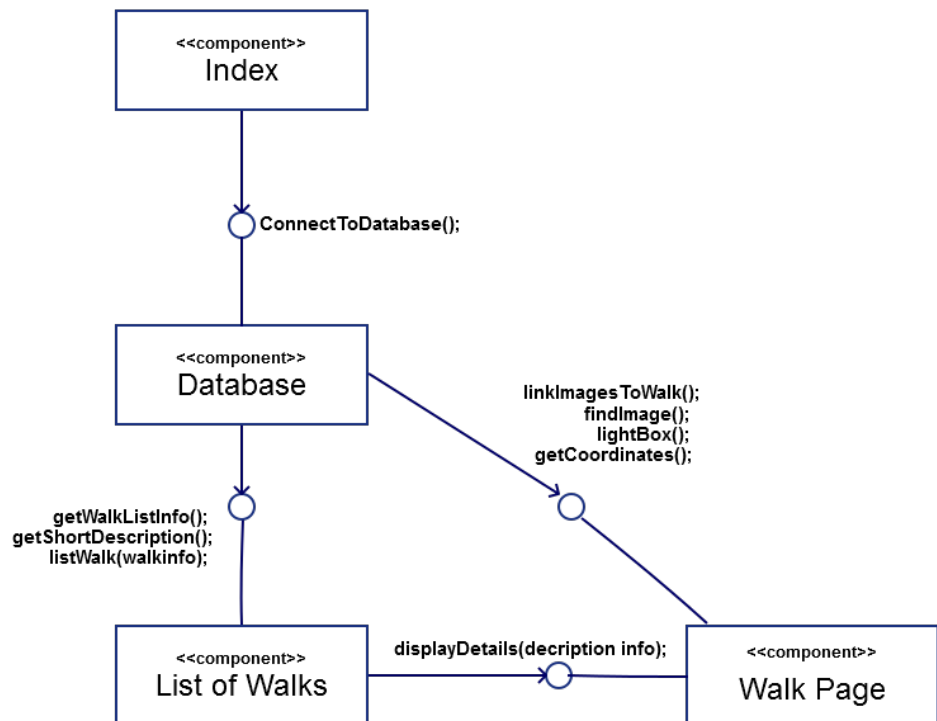 <<component>>
Index
ConnectToDatabase();
<<component>>
Database
linkImagesToWalk();
findImage();
lightBox();
getCoordinates();
getWalkListInfo();
getShortDescription();
listWalk(walkinfo);
<<component>>
List of Walks
displayDetails(decription info);
<<component>>
Walk Page